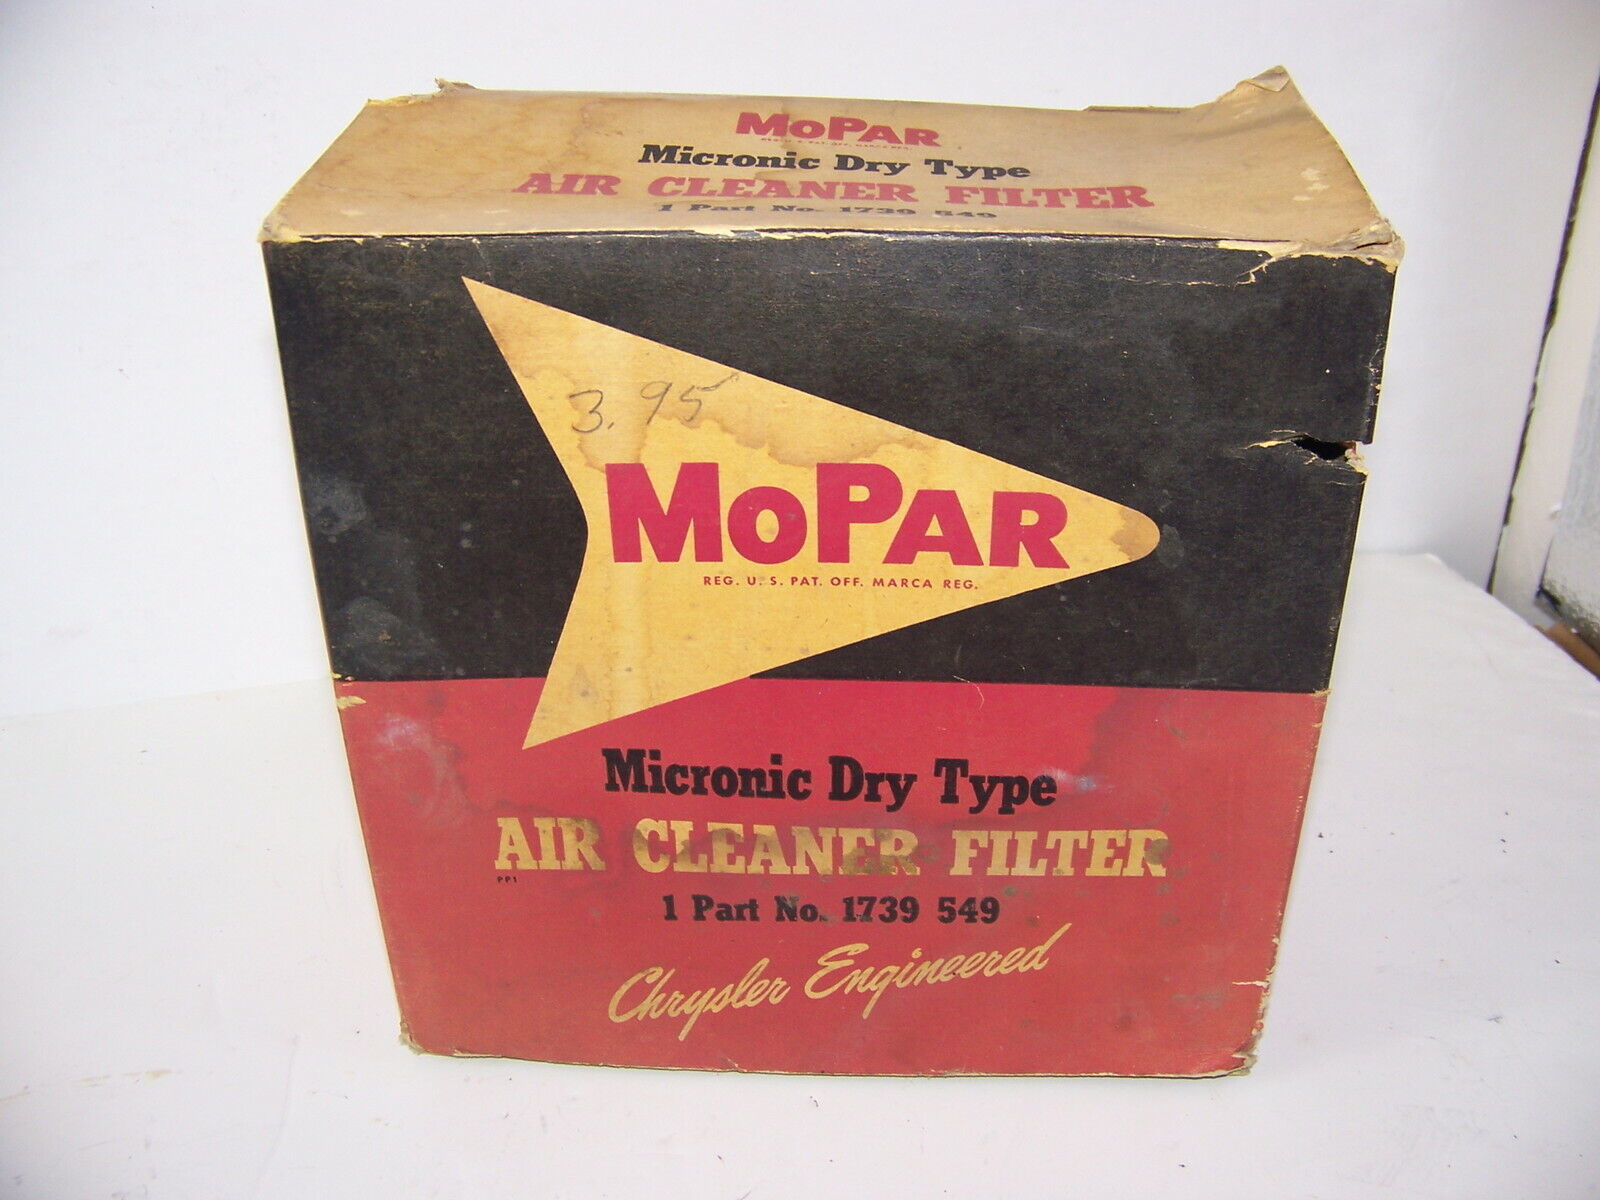 MoPar
Micronic Dry Type
AIR CLEANER FILTER
1 Part No. 1739 549
3.95
MoPar
REG. U. S. PAT. OFF. MARCA REG.
Micronic Dry Type
AIR CLEANER FILTER
PP1
1 Part No. 1739 549
Chrysler Engineered